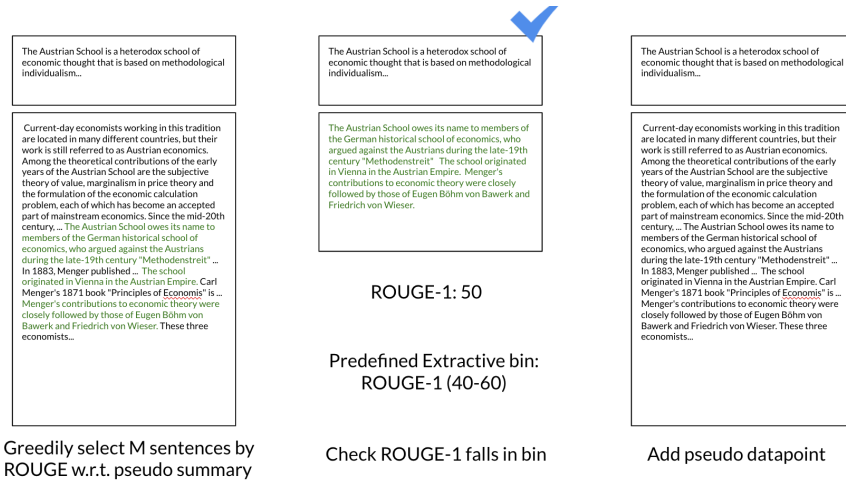 The Austrian School is a heterodox school of
economic thought that is based on methodological
individualism...
Current-day economists working in this tradition
are located in many different countries, but their
work is still referred to as Austrian economics.
Among the theoretical contributions of the early
years of the Austrian School are the subjective
theory of value, marginalism in price theory and
the formulation of the economic calculation
problem, each of which has become an accepted
part of mainstream economics. Since the mid-20th
century, ... The Austrian School owes its name to
members of the German historical school of
economics, who argued against the Austrians
during the late-19th century "Methodenstreit" ...
In 1883, Menger published ... The school
originated in Vienna in the Austrian Empire. Carl
Menger's 1871 book "Principles of Economis" is ...
Menger's contributions to economic theory were
closely followed by those of Eugen Böhm von
Bawerk and Friedrich von Wieser. These three
economists...
Greedily select M sentences by
ROUGE w.r.t. pseudo summary
The Austrian School is a heterodox school of
economic thought that is based on methodological
individualism...
The Austrian School owes its name to members of
the German historical school of economics, who
argued against the Austrians during the late-19th
century "Methodenstreit" The school originated
in Vienna in the Austrian Empire. Menger's
contributions to economic theory were closely
followed by those of Eugen Böhm von Bawerk and
Friedrich von Wieser.
ROUGE-1: 50
Predefined Extractive bin:
ROUGE-1 (40-60)
Check ROUGE-1 falls in bin
The Austrian School is a heterodox school of
economic thought that is based on methodological
individualism...
Current-day economists working in this tradition
are located in many different countries, but their
work is still referred to as Austrian economics.
Among the theoretical contributions of the early
years of the Austrian School are the subjective
theory of value, marginalism in price theory and
the formulation of the economic calculation
problem, each of which has become an accepted
part of mainstream economics. Since the mid-20th
century, ... The Austrian School owes its name to
members of the German historical school of
economics, who argued against the Austrians
during the late-19th century "Methodenstreit" ...
In 1883, Menger published ... The school
originated in Vienna in the Austrian Empire. Carl
Menger's 1871 book "Principles of Economis" is ...
Menger's contributions to economic theory were
closely followed by those of Eugen Böhm von
Bawerk and Friedrich von Wieser. These three
economists...
Add pseudo datapoint